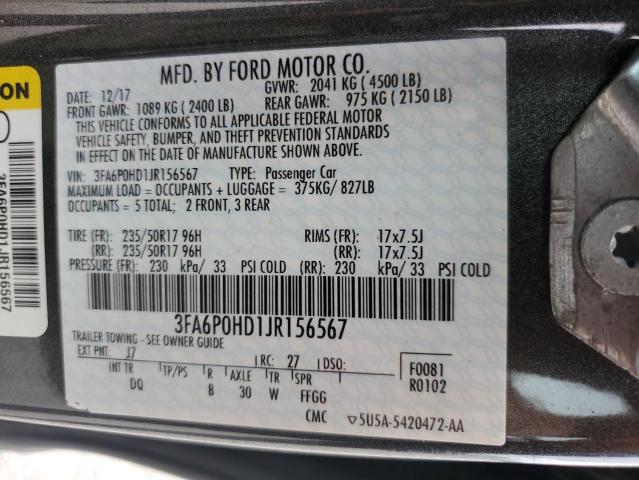 MFD. BY FORD MOTOR CO.
DATE: 12/17 GVWR: 2041 KG ( 4500 LB)
FRONT GAWR: 1089 KG ( 2400 LB) REAR GAWR: 975 KG ( 2150 LB)
THIS VEHICLE CONFORMS TO ALL APPLICABLE FEDERAL MOTOR
VEHICLE SAFETY, BUMPER, AND THEFT PREVENTION STANDARDS
IN EFFECT ON THE DATE OF MANUFACTURE SHOWN ABOVE.
VIN: 3FA6P0HD1JR156567 TYPE: Passenger Car
MAXIMUM LOAD = OCCUPANTS + LUGGAGE = 375KG/ 827LB
OCCUPANTS = 5 TOTAL; 2 FRONT, 3 REAR
TIRE (FR): 235/50R17 96H RIMS (FR): 17x7.5J
(RR): 235/50R17 96H (RR): 17x7.5J
PRESSURE (FR): 230 kPa/ 33 PSI COLD (RR): 230 kPa/ 33 PSI COLD
3FA6P0HD1JR156567
TRAILER TOWING - SEE OWNER GUIDE
EXT PNT: J7 RC: 27 DSO: F0081
INT TR TP/PS R AXLE TR SPR R0102
DQ B 30 W FFGG
CMC ▽5U5A-5420472-AA
ON
3FA6P0HD1JR156567